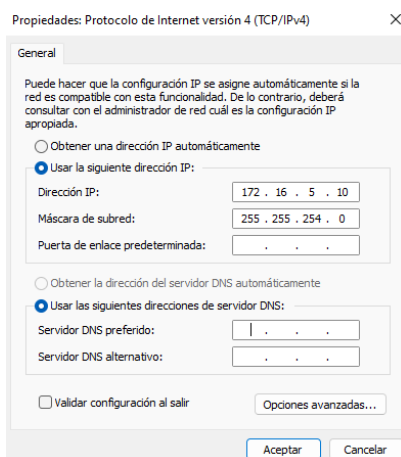 Propiedades: Protocolo de Internet versión 4 (TCP/IPv4)
General
Puede hacer que la configuración IP se asigne automáticamente si la
red es compatible con esta funcionalidad. De lo contrario, deberá
consultar con el administrador de red cuál es la configuración IP
apropiada.
Obtener una dirección IP automáticamente
Usar la siguiente dirección IP:
Dirección IP: 172 . 16 . 5 . 10
Máscara de subred: 255 . 255 . 254 . 0
Puerta de enlace predeterminada: . . .
Obtener la dirección del servidor DNS automáticamente
Usar las siguientes direcciones de servidor DNS:
Servidor DNS preferido: . . .
Servidor DNS alternativo: . . .
Validar configuración al salir
Opciones avanzadas...
Aceptar Cancelar